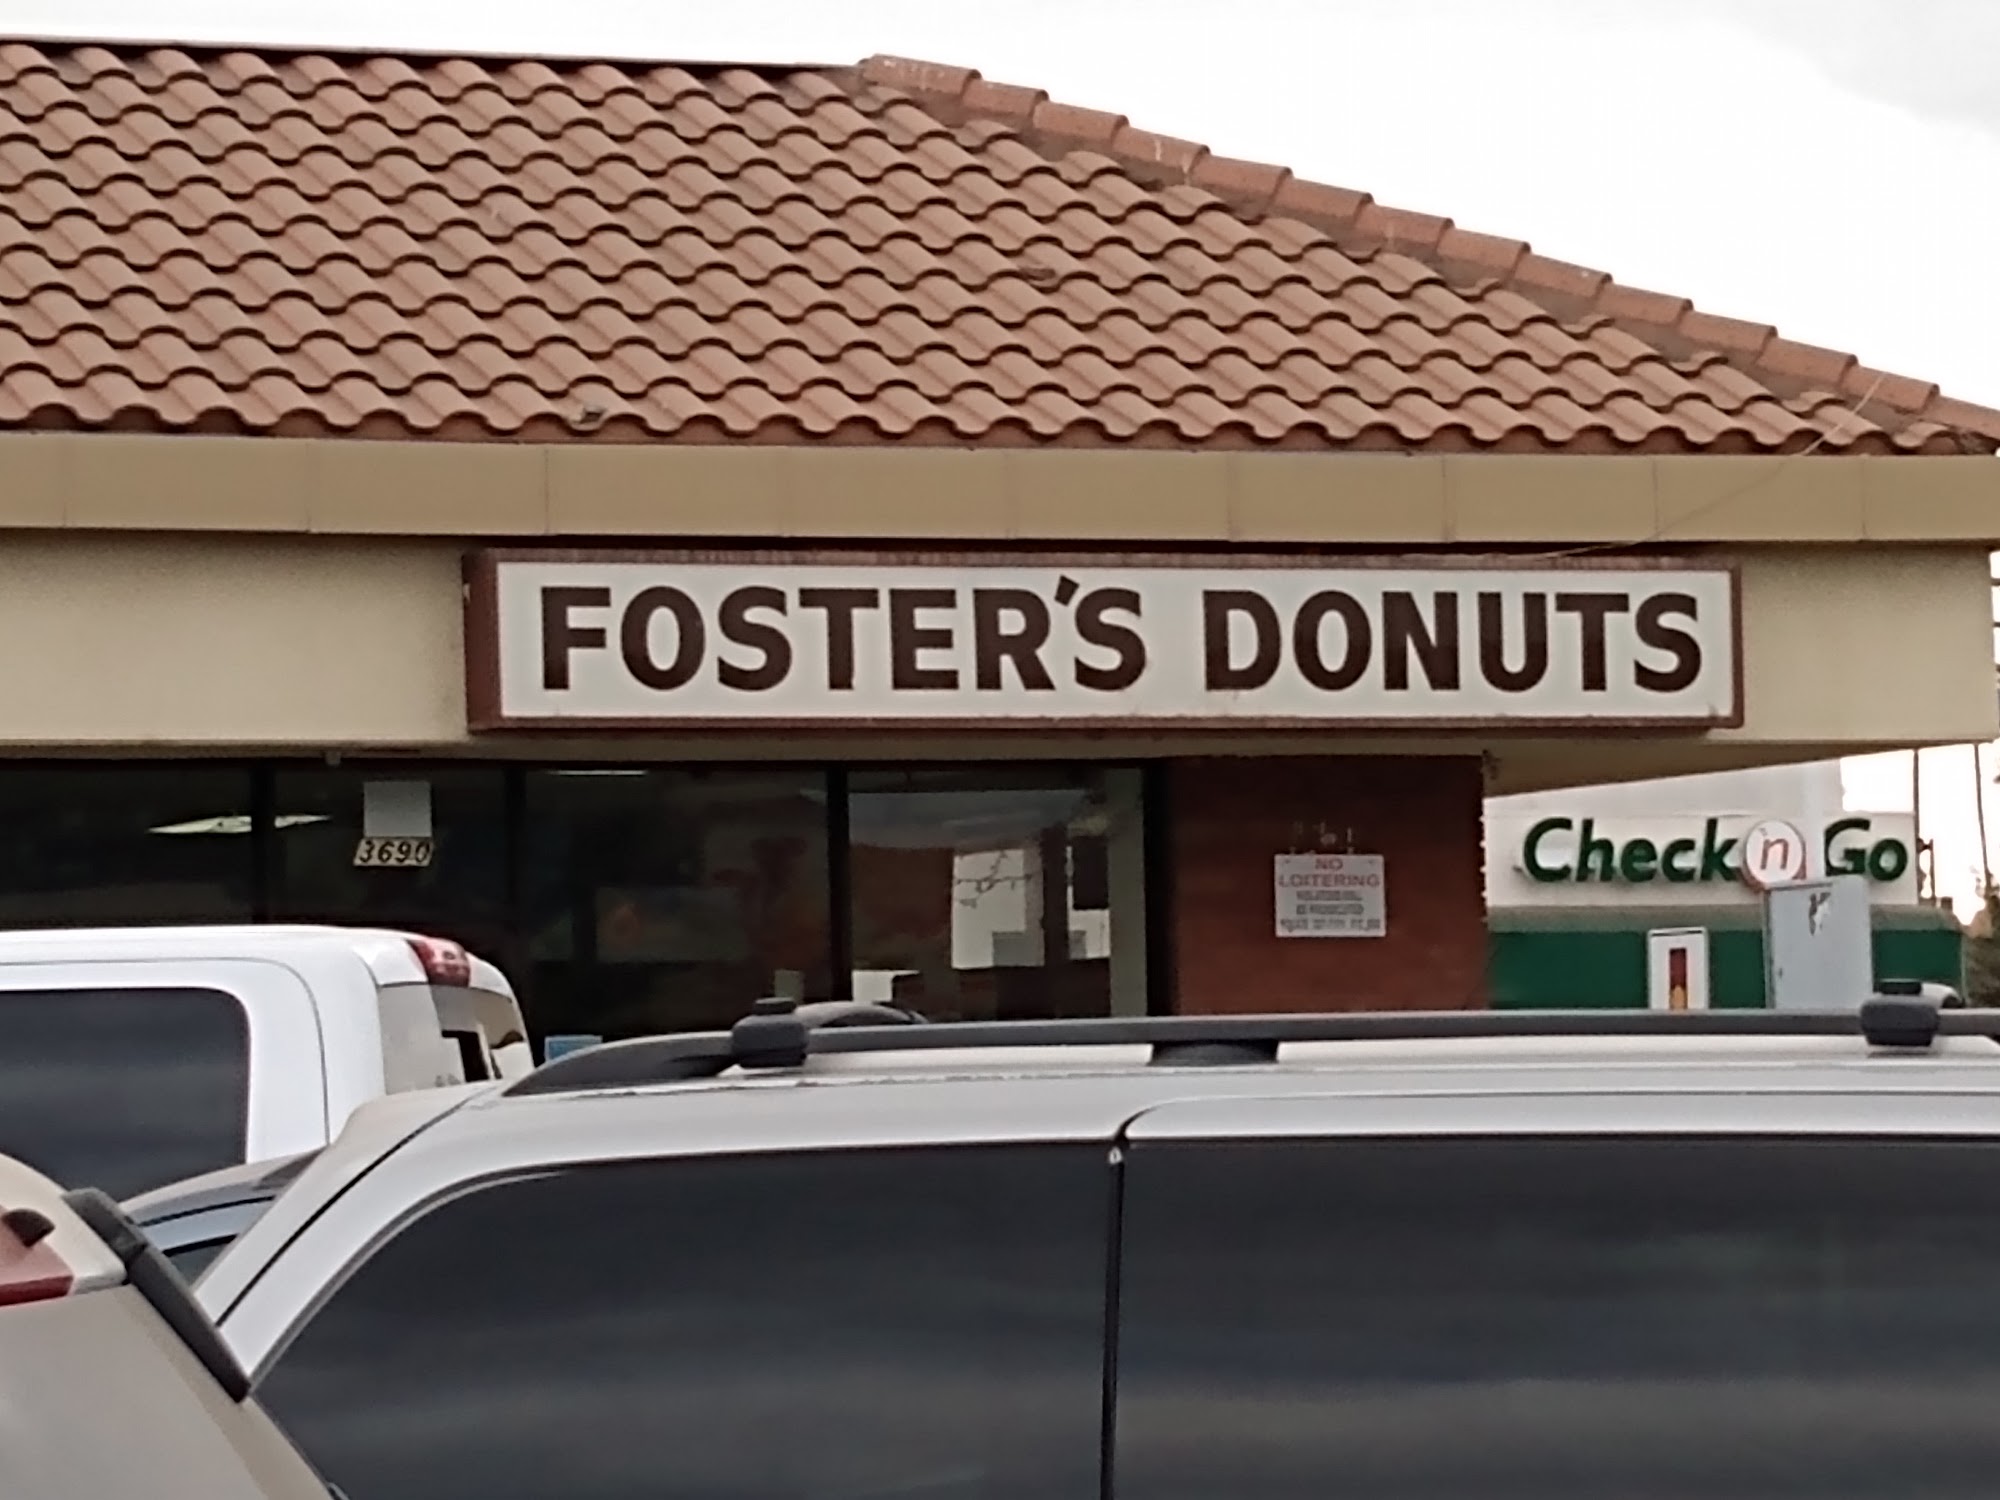 FOSTER'S DONUTS
3690
NO
LOITERING
Check 'n Go